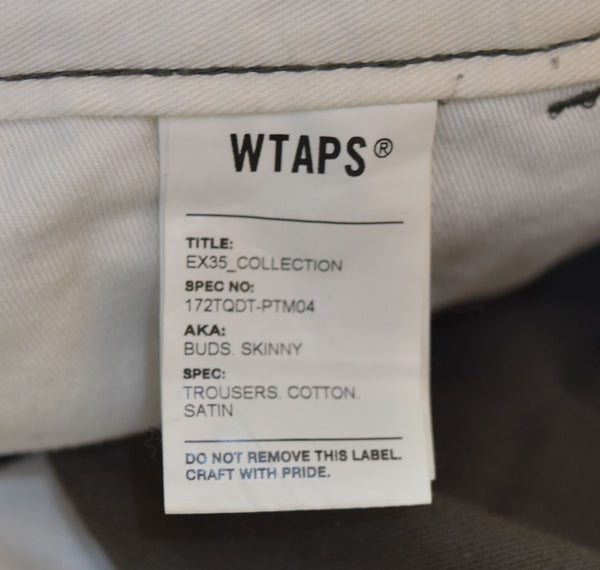 WTAPS®
TITLE:
EX35_COLLECTION
SPEC NO:
172TQDT-PTM04
AKA:
BUDS. SKINNY
SPEC:
TROUSERS. COTTON.
SATIN
DO NOT REMOVE THIS LABEL.
CRAFT WITH PRIDE.